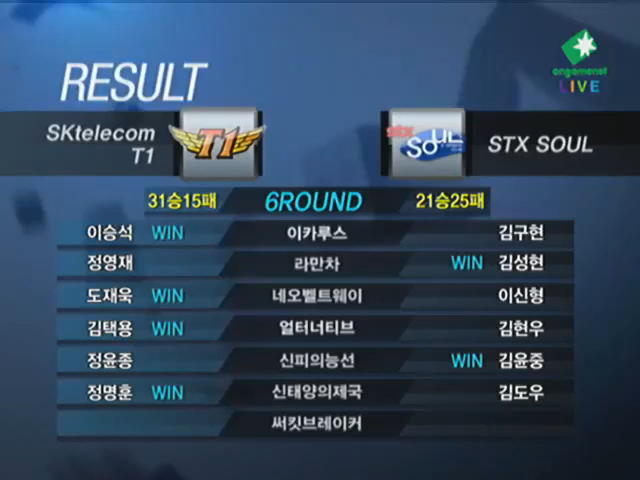 RESULT
ongamenet
LIVE
SKtelecom
T1
T1
stx
SOUL
STX SOUL
31승15패 6ROUND 21승25패
이승석 WIN 이카루스 김구현
정영재 라만차 WIN 김성현
도재욱 WIN 네오벨트웨이 이신형
김택용 WIN 얼터너티브 김현우
정윤종 신피의능선 WIN 김윤중
정명훈 WIN 신태양의제국 김도우
써킷브레이커